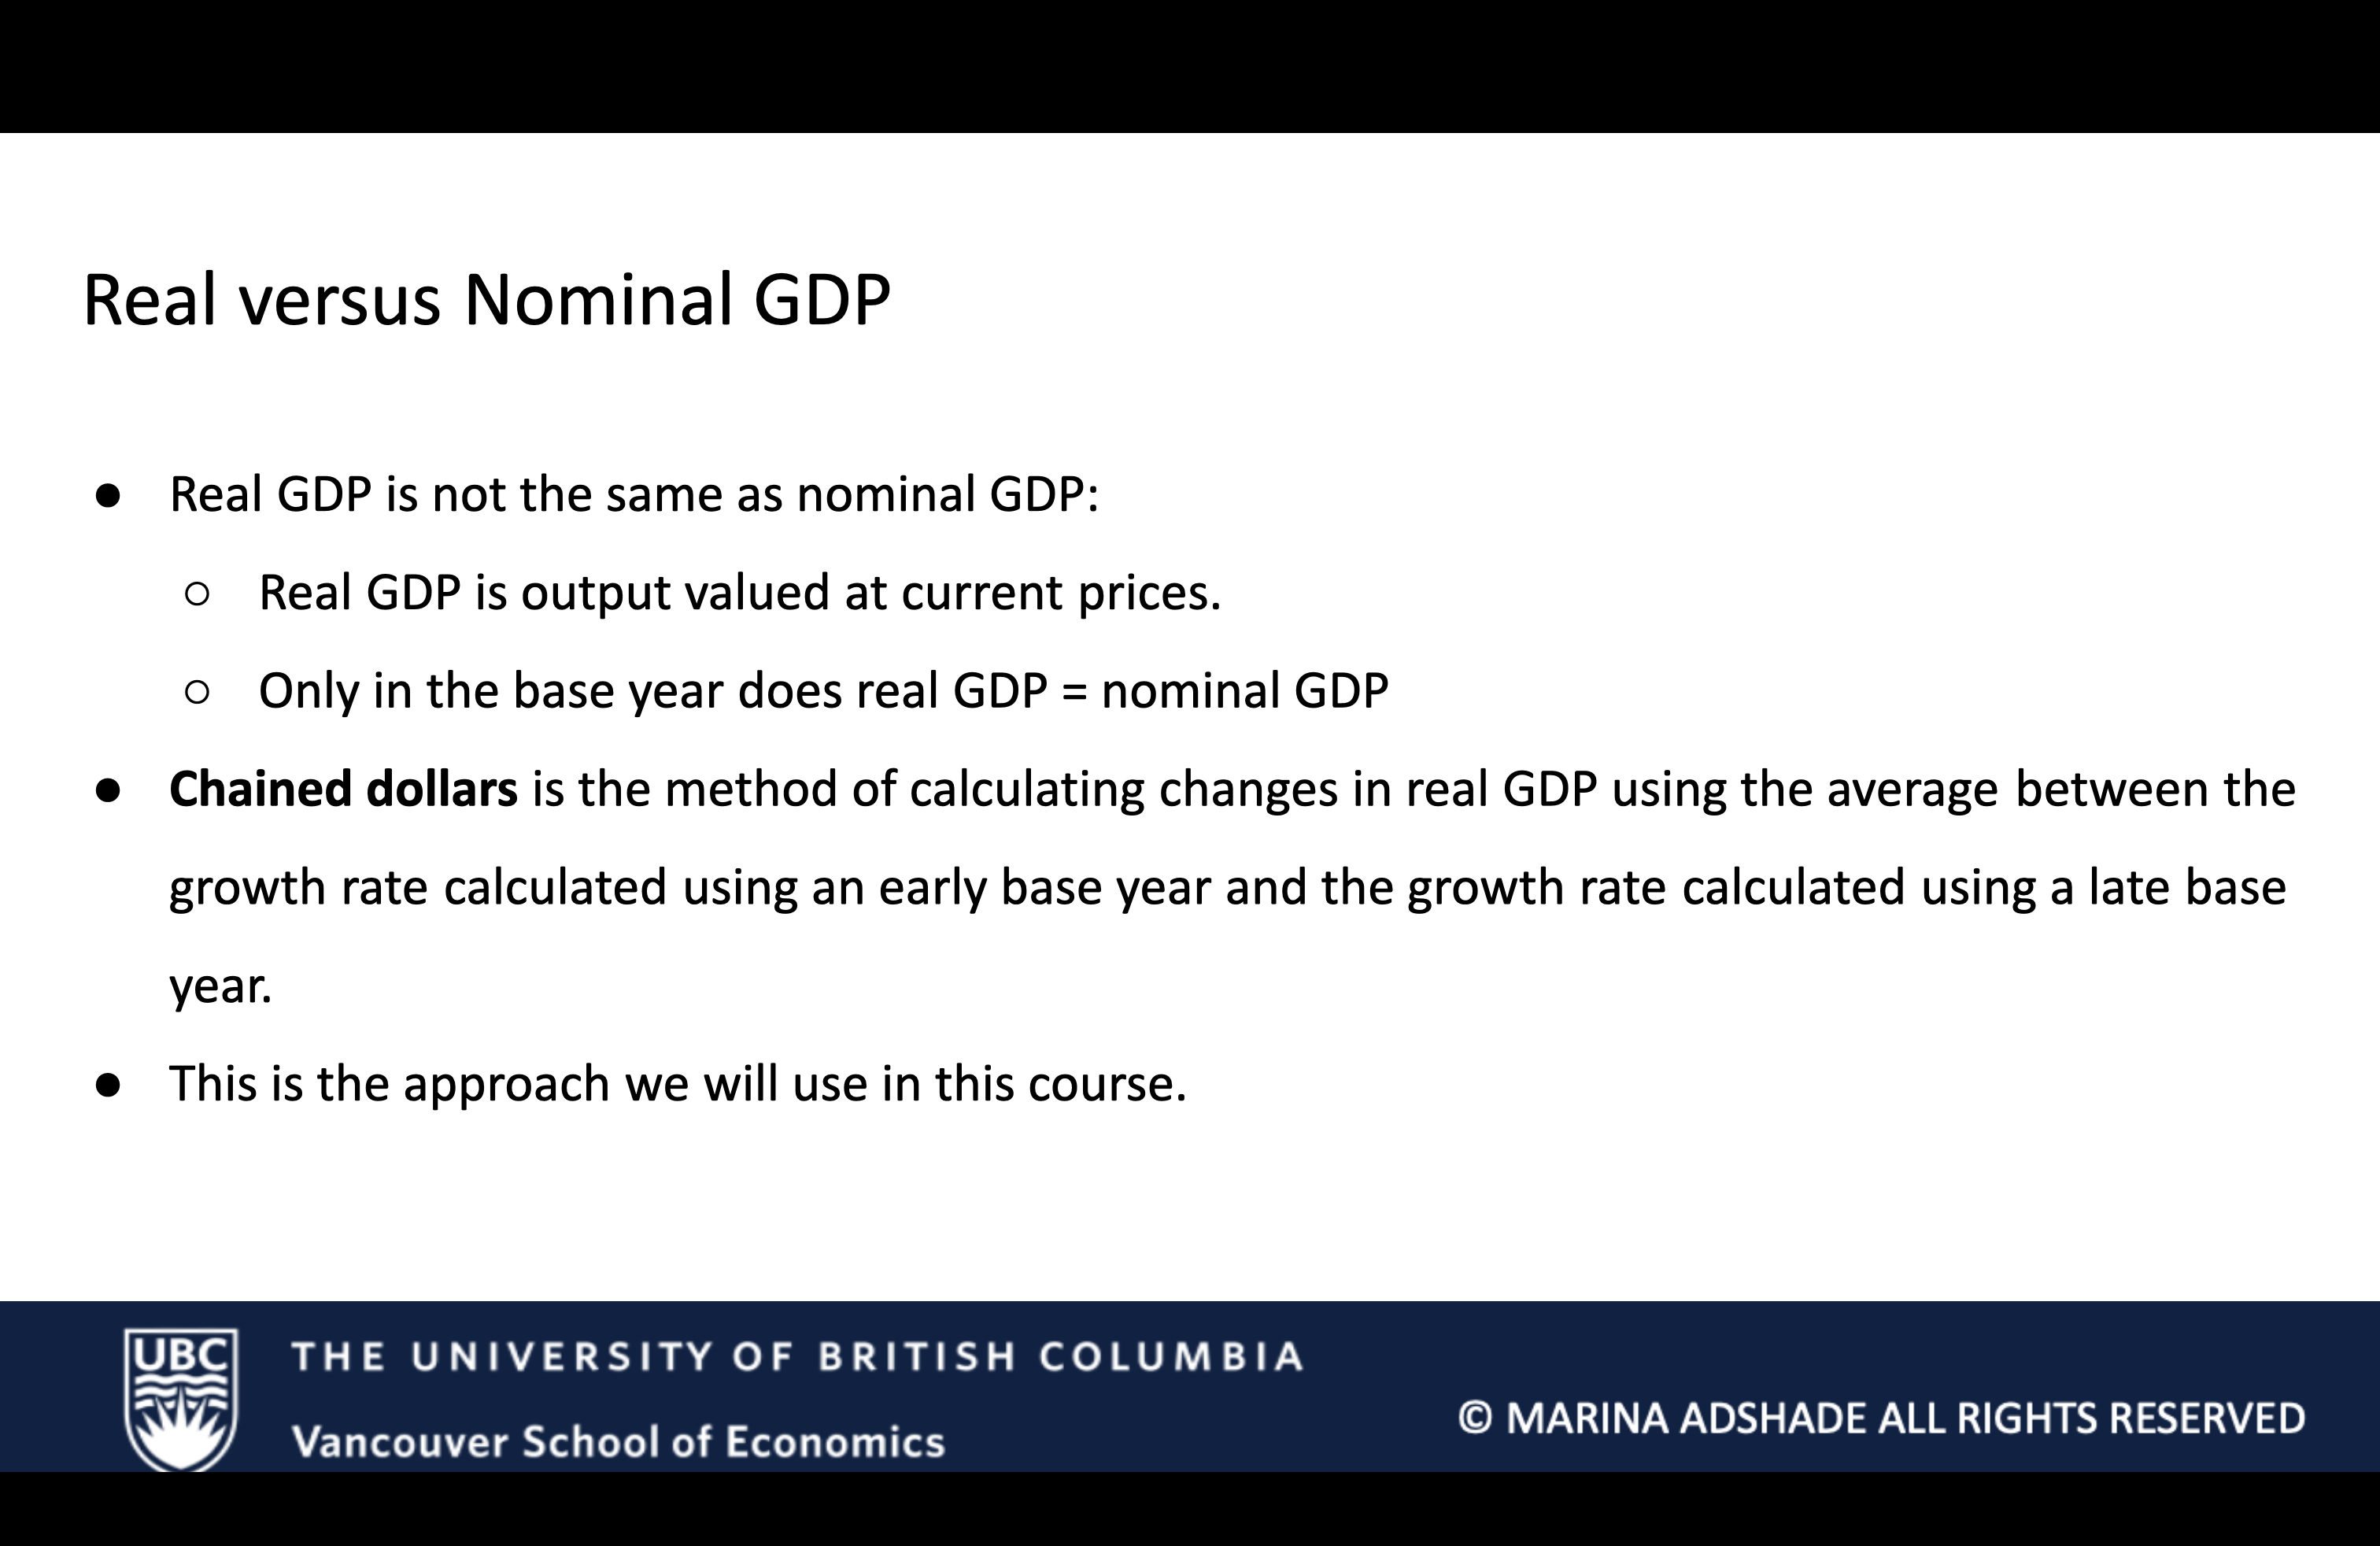 Real versus Nominal GDP
● Real GDP is not the same as nominal GDP:
○ Real GDP is output valued at current prices.
○ Only in the base year does real GDP = nominal GDP
● Chained dollars is the method of calculating changes in real GDP using the average between the
growth rate calculated using an early base year and the growth rate calculated using a late base
year.
● This is the approach we will use in this course.
UBC
THE UNIVERSITY OF BRITISH COLUMBIA
Vancouver School of Economics
© MARINA ADSHADE ALL RIGHTS RESERVED